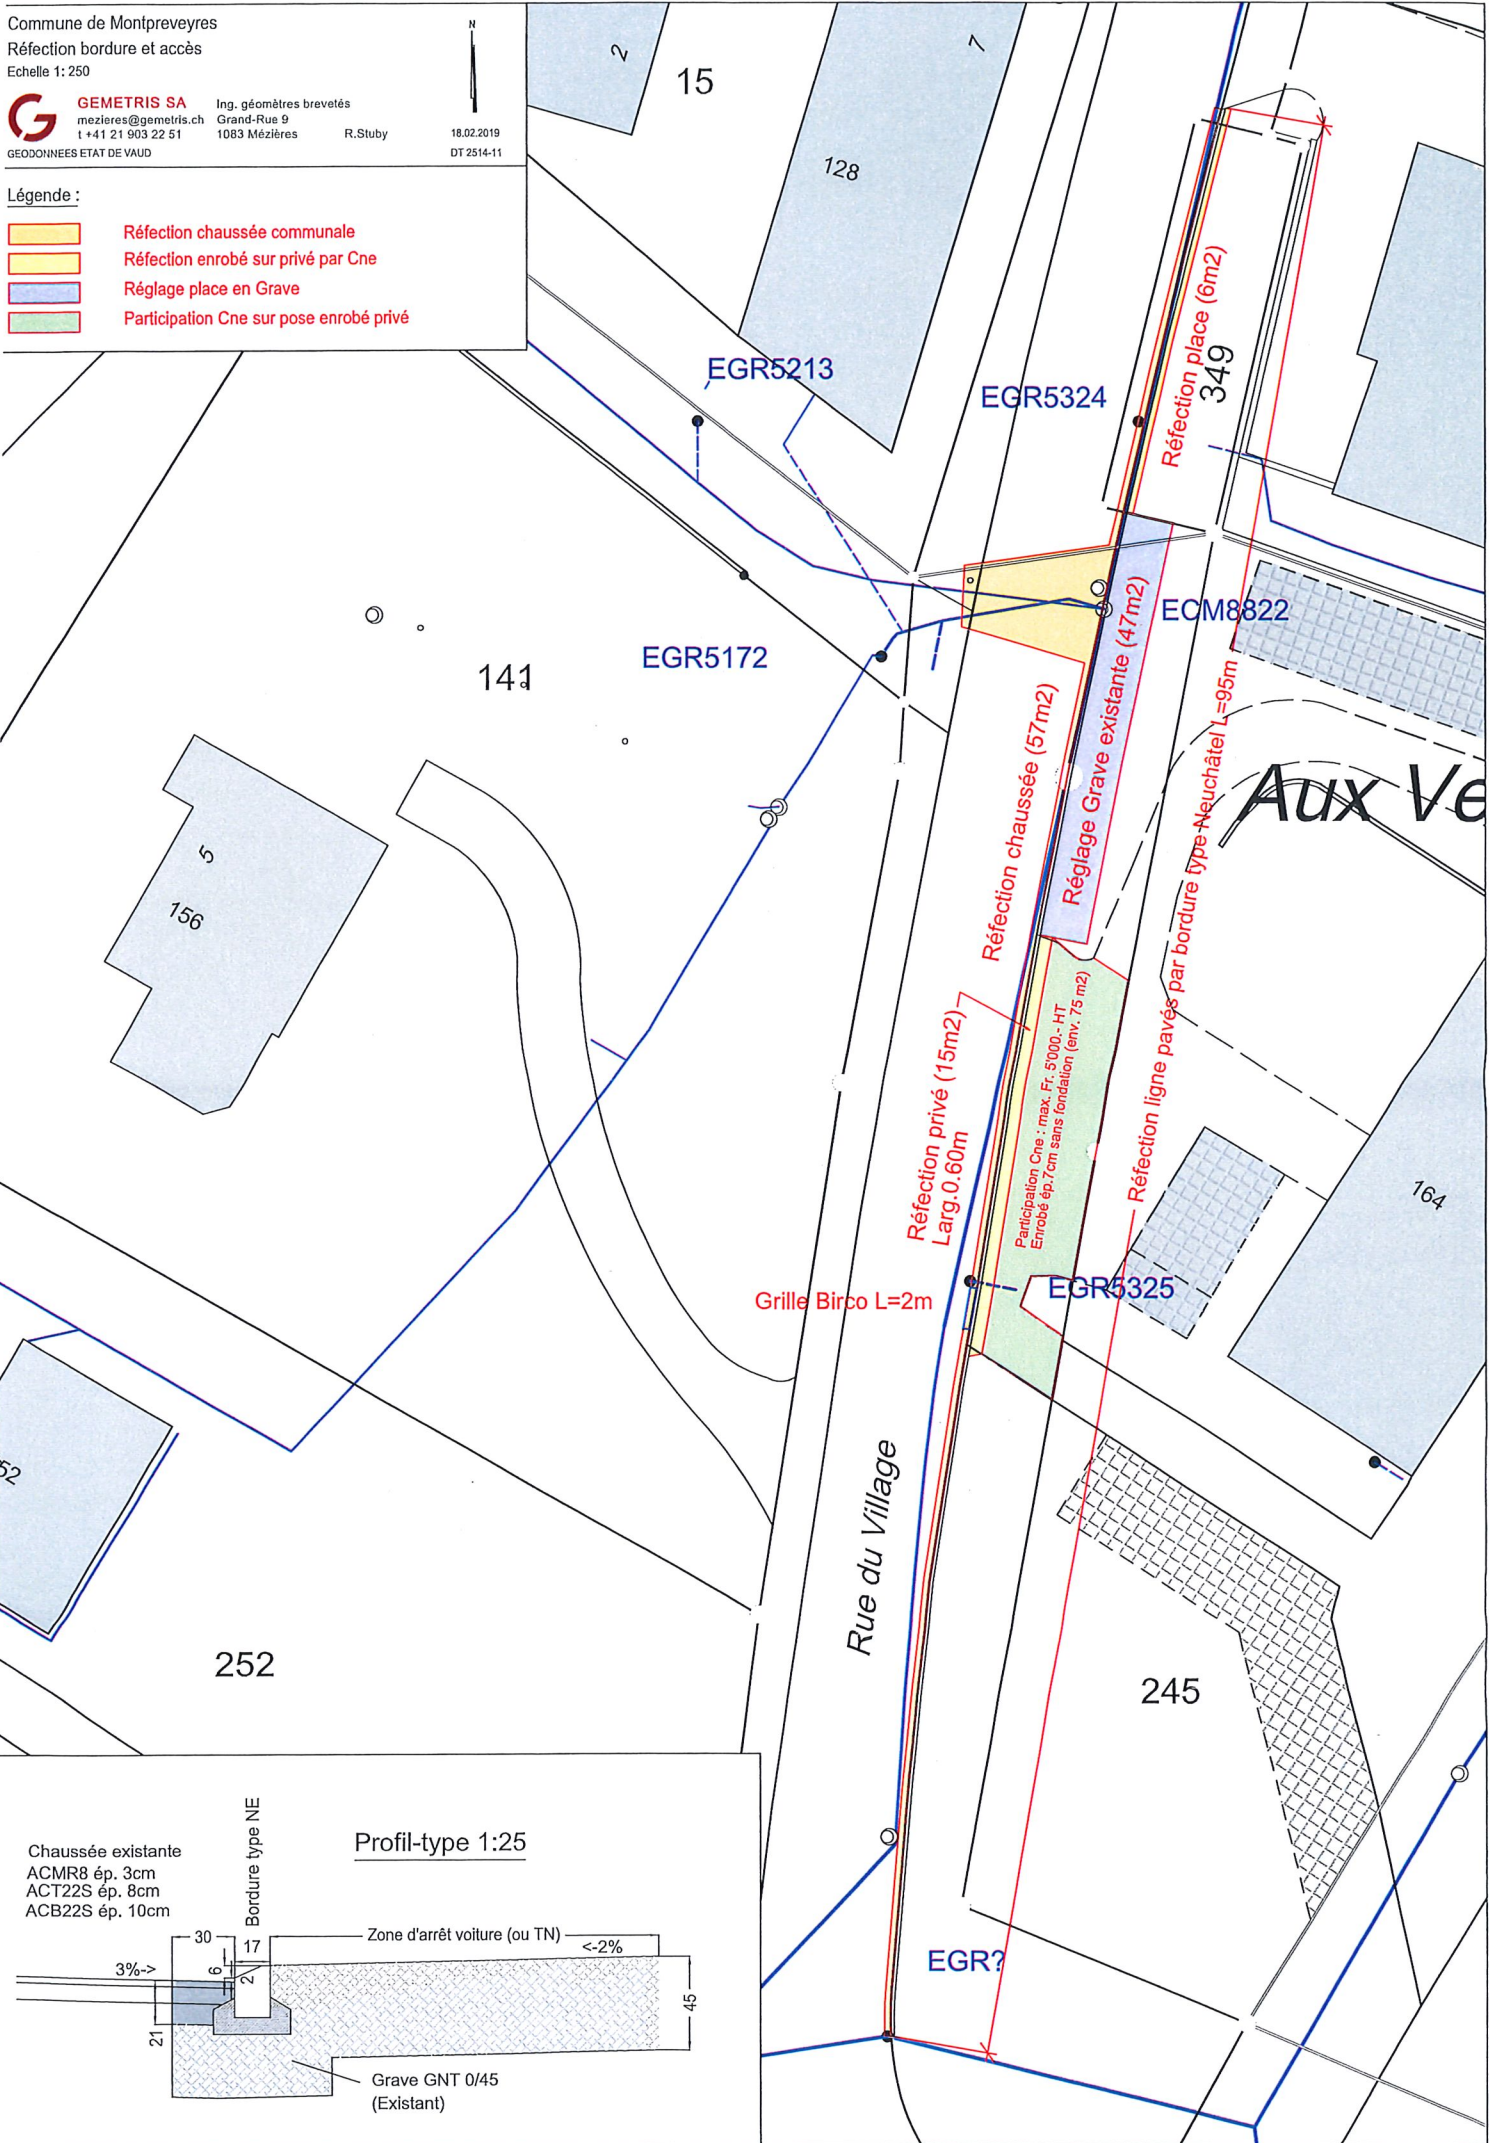 Commune de Montpreveyres
Réfection bordure et accès
Echelle 1: 250
N
G
GEMETRIS SA
Ing. géomètres brevetés
mezieres@gemetris.ch
Grand-Rue 9
t +41 21 903 22 51
1083 Mézières
R.Stuby
18.02.2019
GEODONNEES ETAT DE VAUD
DT 2514-11
Légende :
Réfection chaussée communale
Réfection enrobé sur privé par Cne
Réglage place en Grave
Participation Cne sur pose enrobé privé
2
15
7
128
EGR5213
EGR5324
Réfection place (6m2)
349
ECM8822
EGR5172
141
Réglage Grave existante (47m2)
Réfection chaussée (57m2)
Aux Ve
5
156
Réfection ligne pavés par bordure type Neuchâtel L=95m
Réfection privé (15m2)
Larg.0.60m
Participation Cne : max. Fr. 5'000.- HT
Enrobé ép.7cm sans fondation (env. 75 m2)
164
EGR5325
Grille Birco L=2m
52
Rue du Village
252
245
EGR?
Profil-type 1:25
Chaussée existante
ACMR8 ép. 3cm
ACT22S ép. 8cm
ACB22S ép. 10cm
Bordure type NE
30
17
Zone d'arrêt voiture (ou TN)
<-2%
3%->
6
2
21
45
Grave GNT 0/45
(Existant)